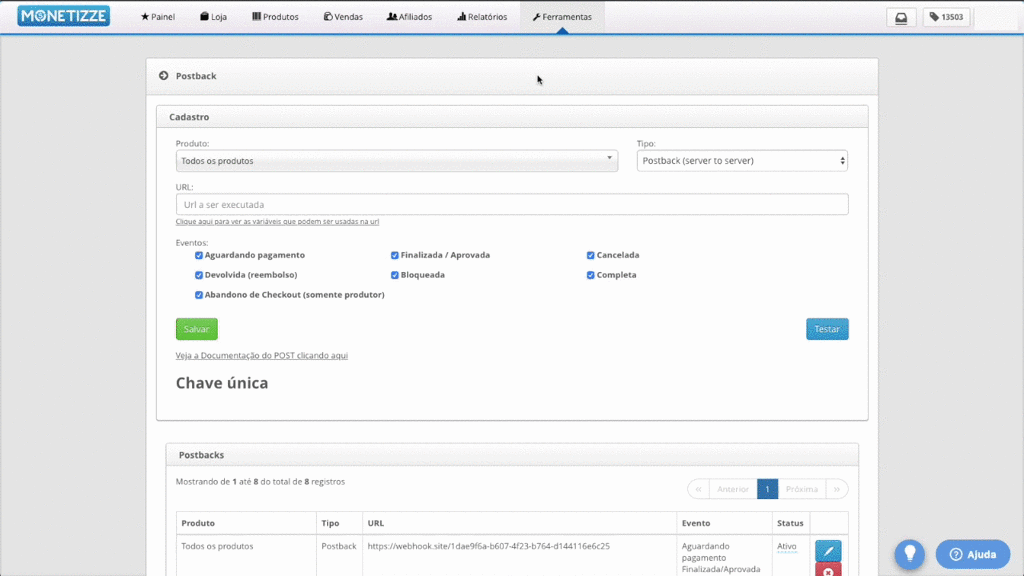 MONETIZZE
Painel Loja Produtos Vendas Afiliados Relatórios Ferramentas 13503
Postback
Cadastro
Produto: Tipo:
Todos os produtos Postback (server to server)
URL:
Url a ser executada
Clique aqui para ver as variáveis que podem ser usadas na url
Eventos:
Aguardando pagamento Finalizada / Aprovada Cancelada
Devolvida (reembolso) Bloqueada Completa
Abandono de Checkout (somente produtor)
Salvar Testar
Veja a Documentação do POST clicando aqui
Chave única
Postbacks
Mostrando de 1 até 8 do total de 8 registros
« Anterior 1 Próxima »
Produto Tipo URL Evento Status
Todos os produtos Postback https://webhook.site/1dae9f6a-b607-4f23-b764-d144116e6c25 Aguardando Ativo
pagamento
Finalizada/Aprovada
Ajuda